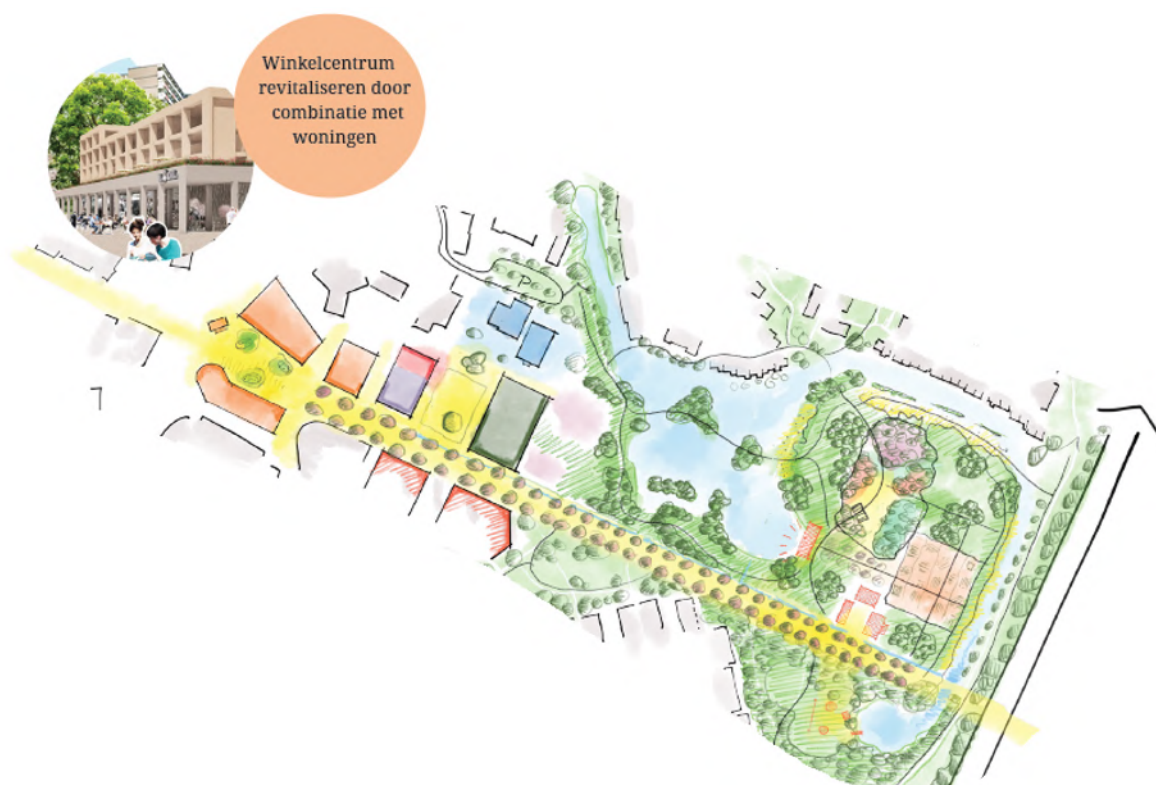 Winkelcentrum
revitaliseren door
combinatie met
woningen
P